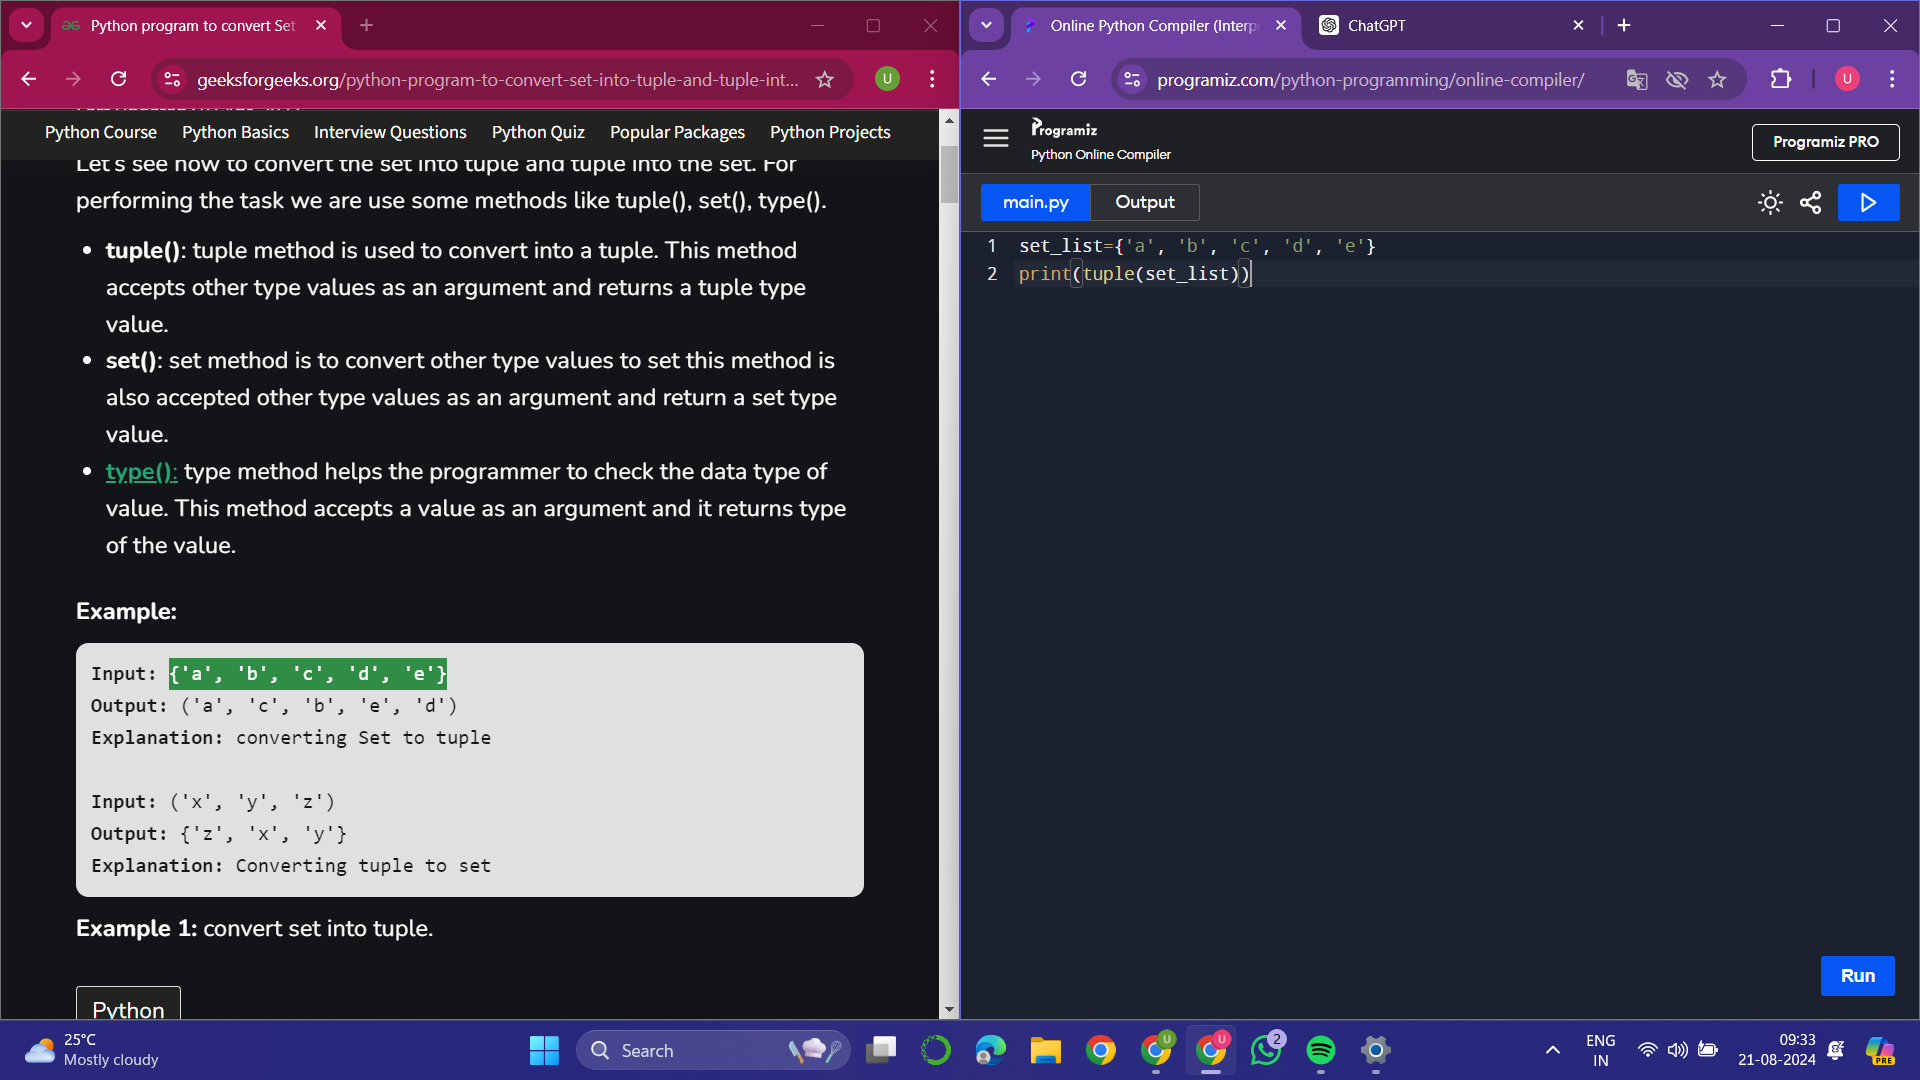 Python program to convert Set
geeksforgeeks.org/python-program-to-convert-set-into-tuple-and-tuple-int...
U
Python Course Python Basics Interview Questions Python Quiz Popular Packages Python Projects
Let's see how to convert the set into tuple and tuple into the set. For
performing the task we are use some methods like tuple(), set(), type().
• tuple(): tuple method is used to convert into a tuple. This method
accepts other type values as an argument and returns a tuple type
value.
• set(): set method is to convert other type values to set this method is
also accepted other type values as an argument and return a set type
value.
• type(): type method helps the programmer to check the data type of
value. This method accepts a value as an argument and it returns type
of the value.
Example:
Input: {'a', 'b', 'c', 'd', 'e'}
Output: ('a', 'c', 'b', 'e', 'd')
Explanation: converting Set to tuple
Input: ('x', 'y', 'z')
Output: {'z', 'x', 'y'}
Explanation: Converting tuple to set
Example 1: convert set into tuple.
Python
Online Python Compiler (Interp
ChatGPT
programiz.com/python-programming/online-compiler/
U
Programiz
Python Online Compiler
Programiz PRO
main.py
Output
1 set_list={'a', 'b', 'c', 'd', 'e'}
2 print(tuple(set_list))
Run
25°C
Mostly cloudy
Search
U
U
2
ENG
IN
09:33
21-08-2024
PRE